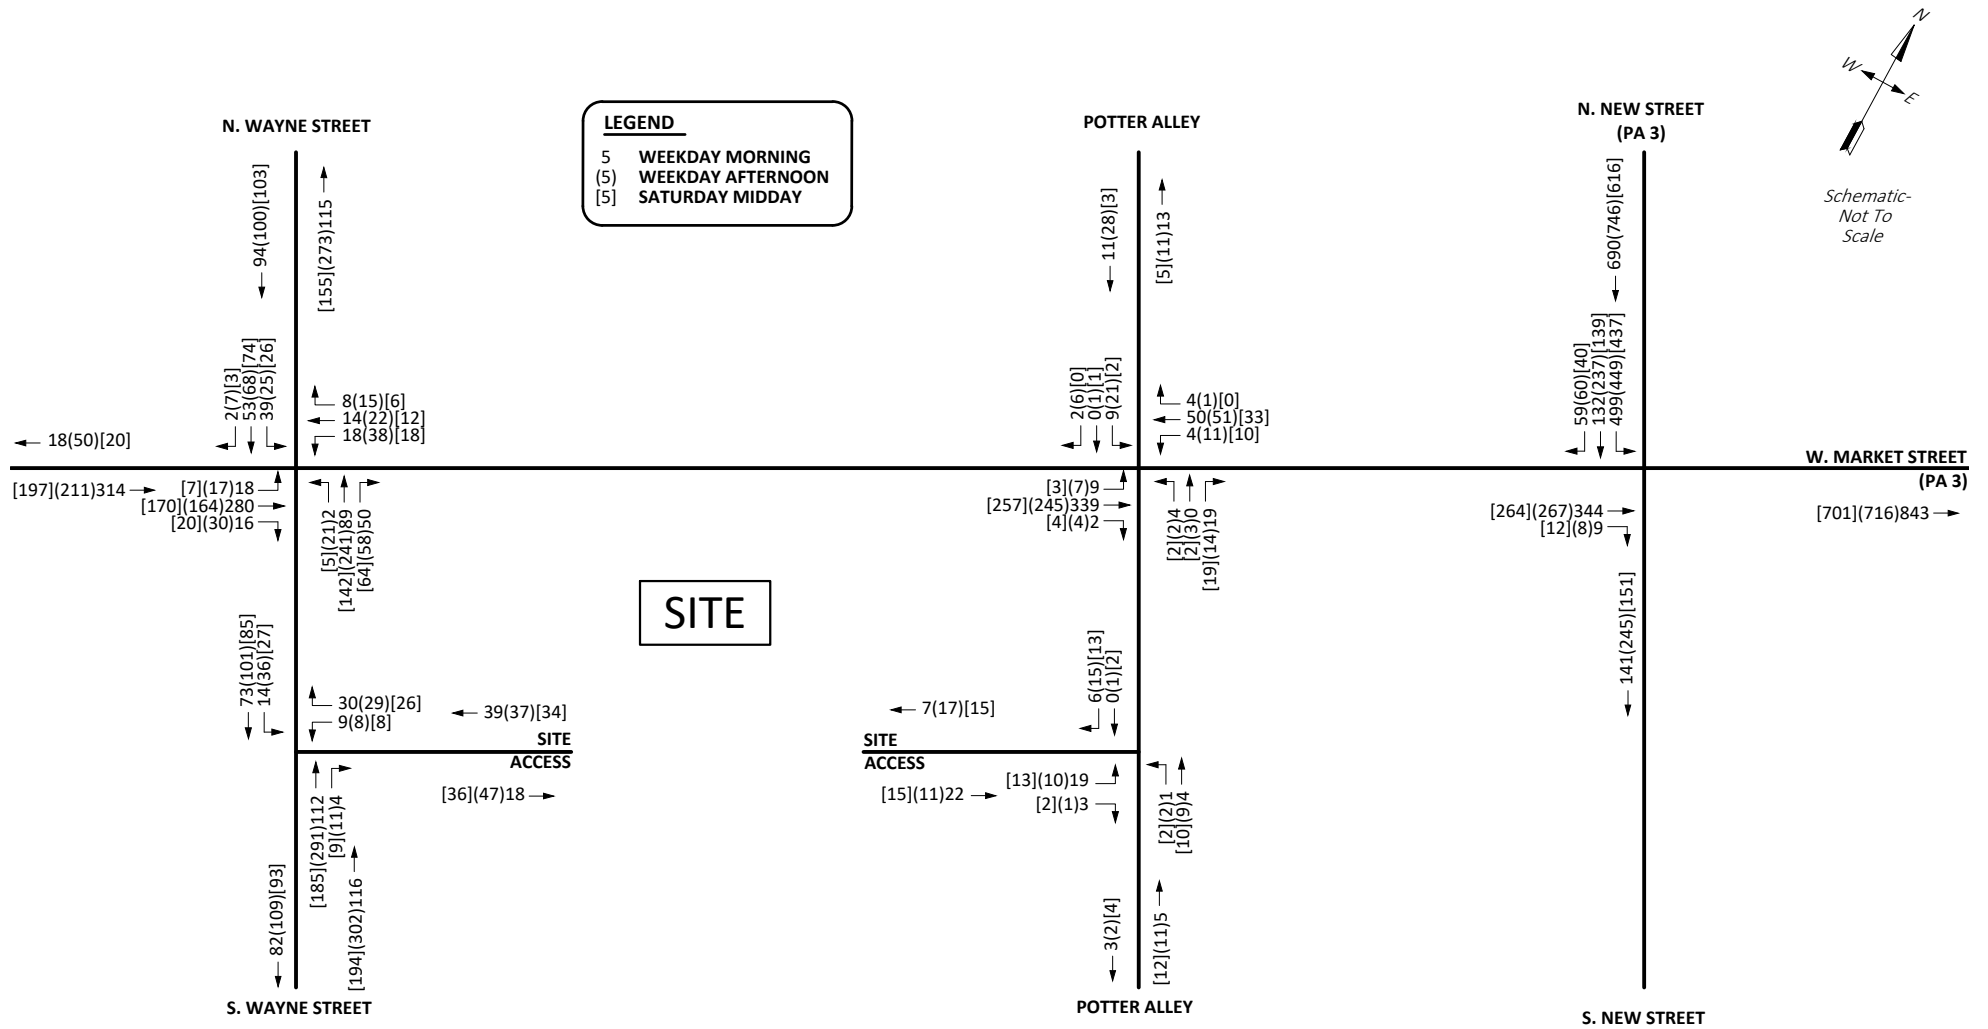 N
W
E
Schematic-
Not To
Scale
LEGEND
5 WEEKDAY MORNING
(5) WEEKDAY AFTERNOON
[5] SATURDAY MIDDAY
N. WAYNE STREET
POTTER ALLEY
N. NEW STREET
(PA 3)
94(100)[103]
[155](273)115
11(28)[3]
[5](11)13
690(746)[616]
2(7)[3]
53(68)[74]
39(25)[26]
8(15)[6]
14(22)[12]
18(38)[18]
2(6)[0]
0(1)[1]
9(21)[2]
4(1)[0]
50(51)[33]
4(11)[10]
59(60)[40]
132(237)[139]
499(449)[437]
18(50)[20]
W. MARKET STREET
(PA 3)
[197](211)314
[7](17)18
[170](164)280
[20](30)16
[5](21)2
[142](241)89
[64](58)50
[3](7)9
[257](245)339
[4](4)2
[2](2)4
[2](3)0
[19](14)19
[264](267)344
[12](8)9
[701](716)843
SITE
141(245)[151]
73(101)[85]
14(36)[27]
30(29)[26]
9(8)[8]
39(37)[34]
SITE
ACCESS
[36](47)18
7(17)[15]
SITE
ACCESS
[15](11)22
6(15)[13]
0(1)[2]
[13](10)19
[2](1)3
[2](2)1
[10](9)4
[185](291)112
[9](11)4
82(109)[93]
[194](302)116
3(2)[4]
[12](11)5
S. WAYNE STREET
POTTER ALLEY
S. NEW STREET